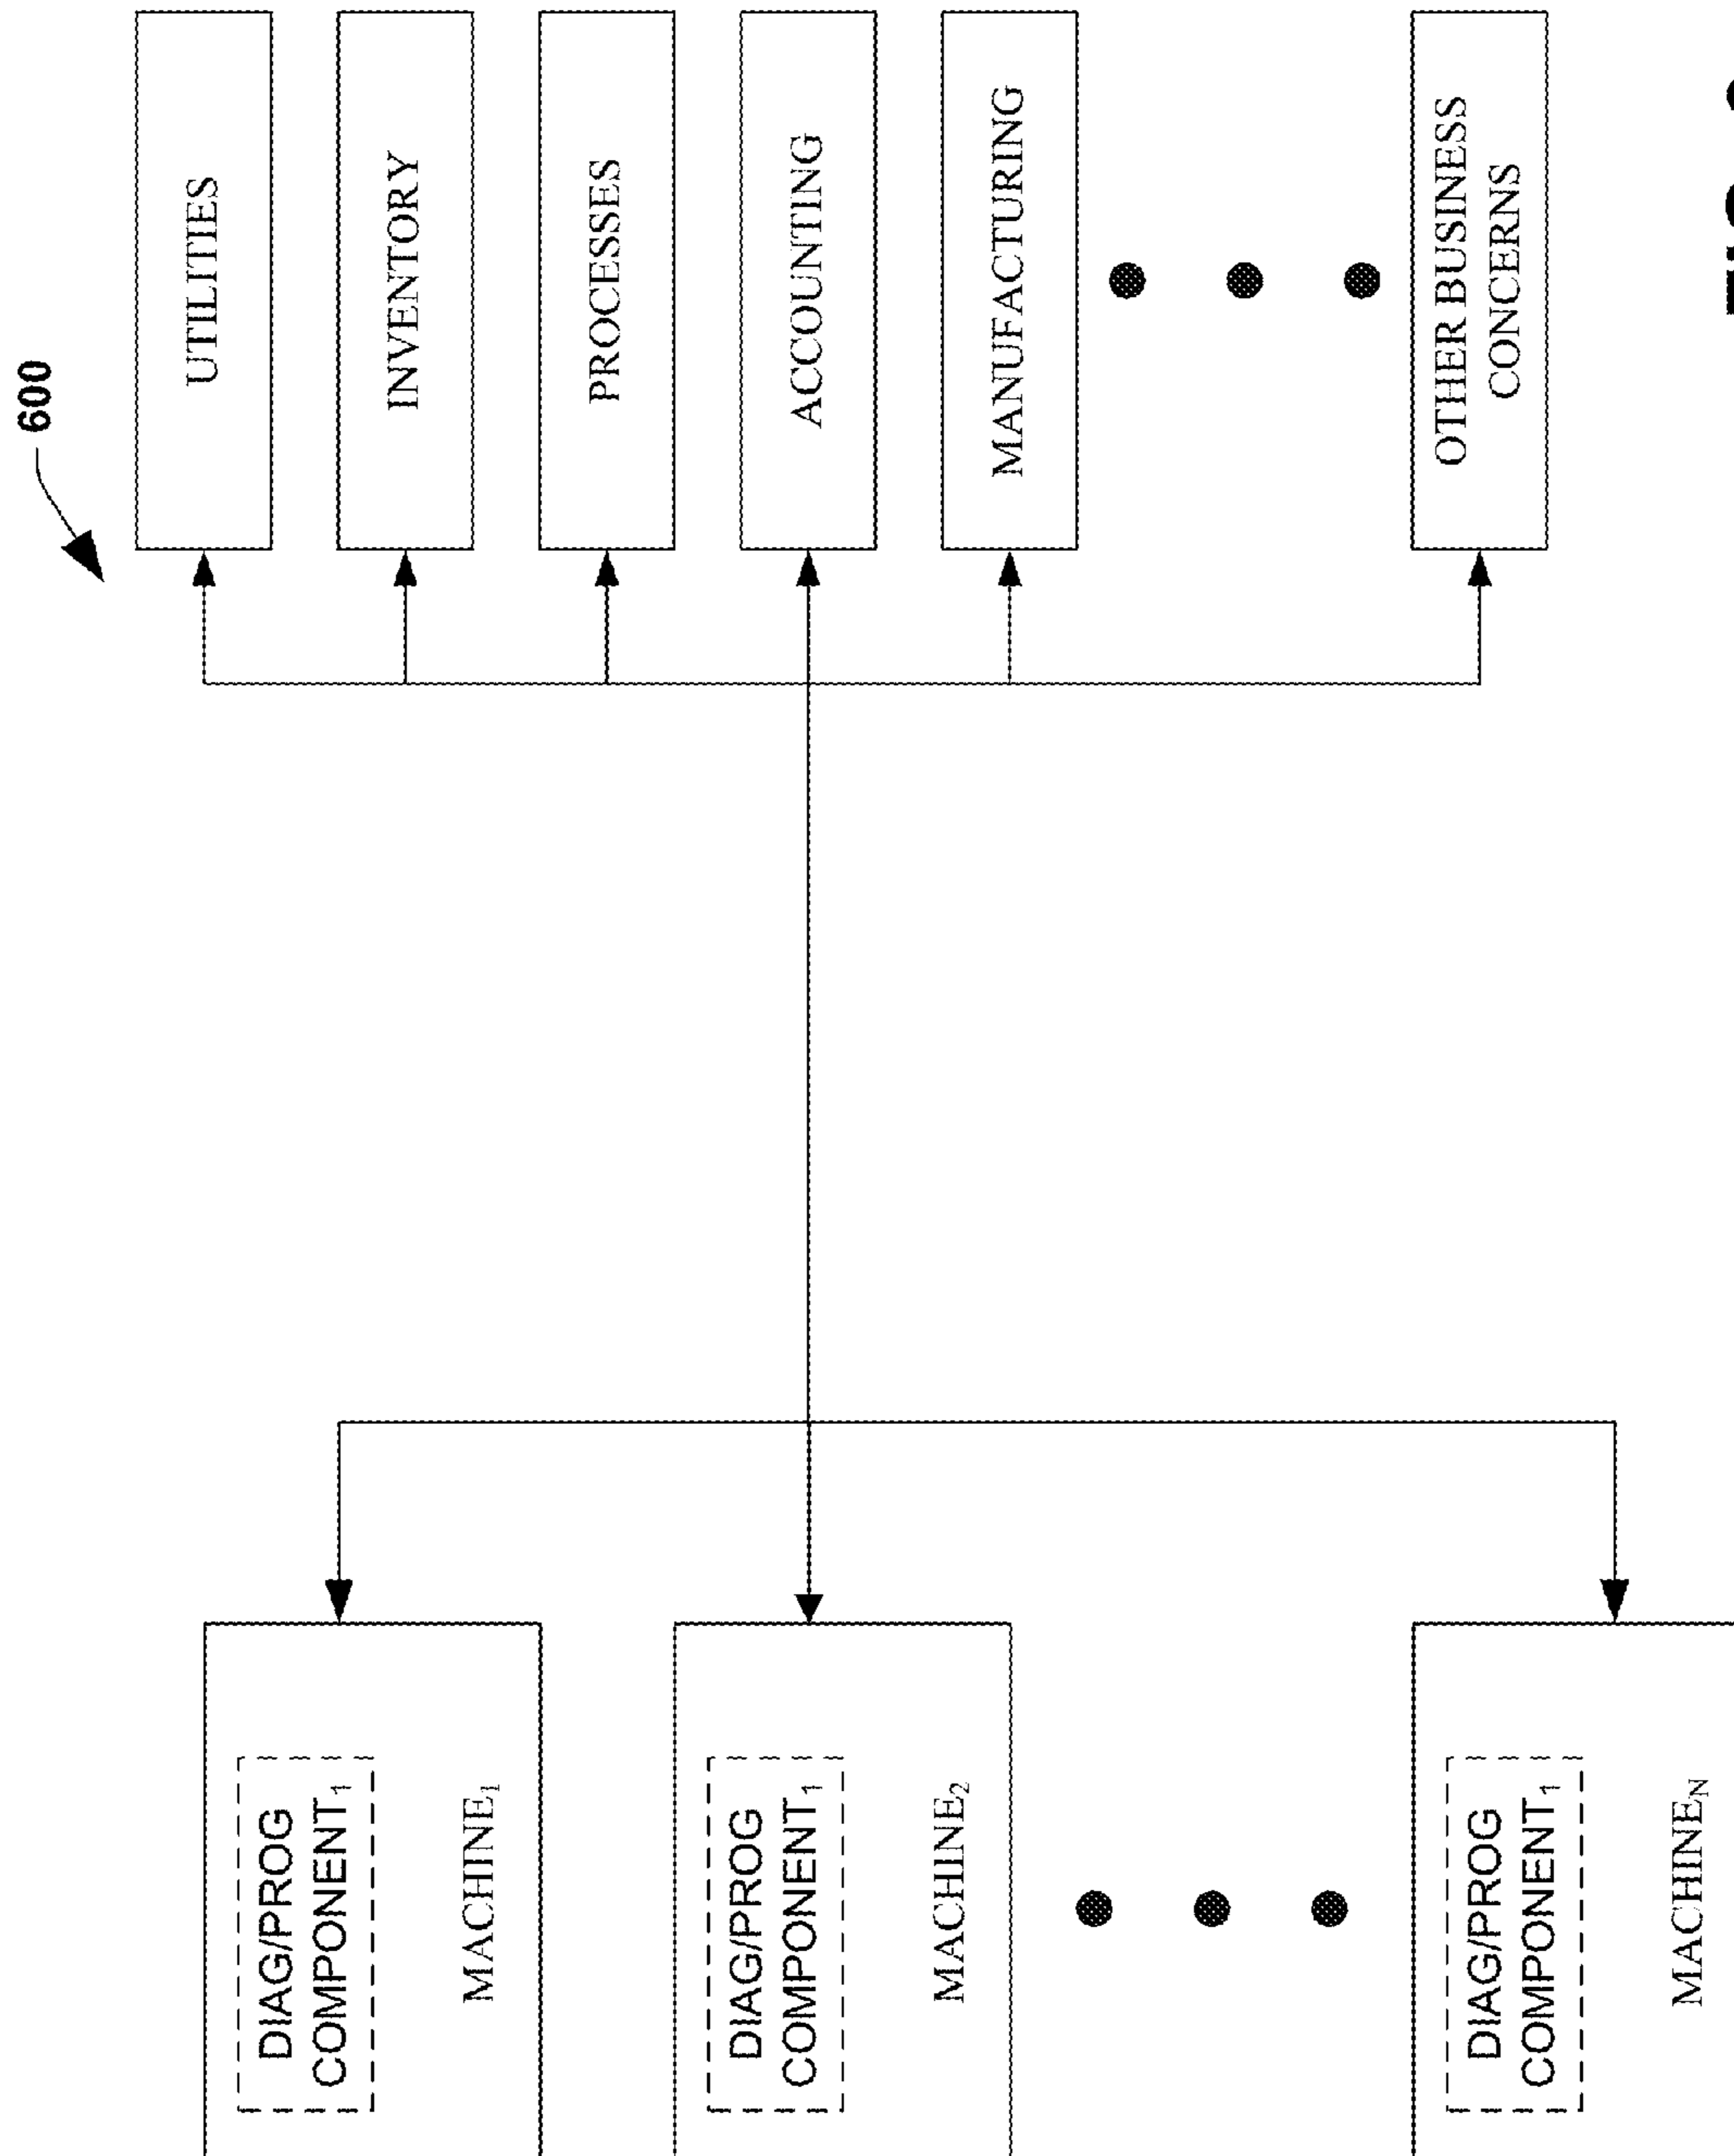 600
UTILITIES
INVENTORY
PROCESSES
ACCOUNTING
MANUFACTURING
OTHER BUSINESS
CONCERNS
DIAG/PROG
COMPONENT₁
MACHINE₁
DIAG/PROG
COMPONENT₁
MACHINE₂
DIAG/PROG
COMPONENT₁
MACHINE_N